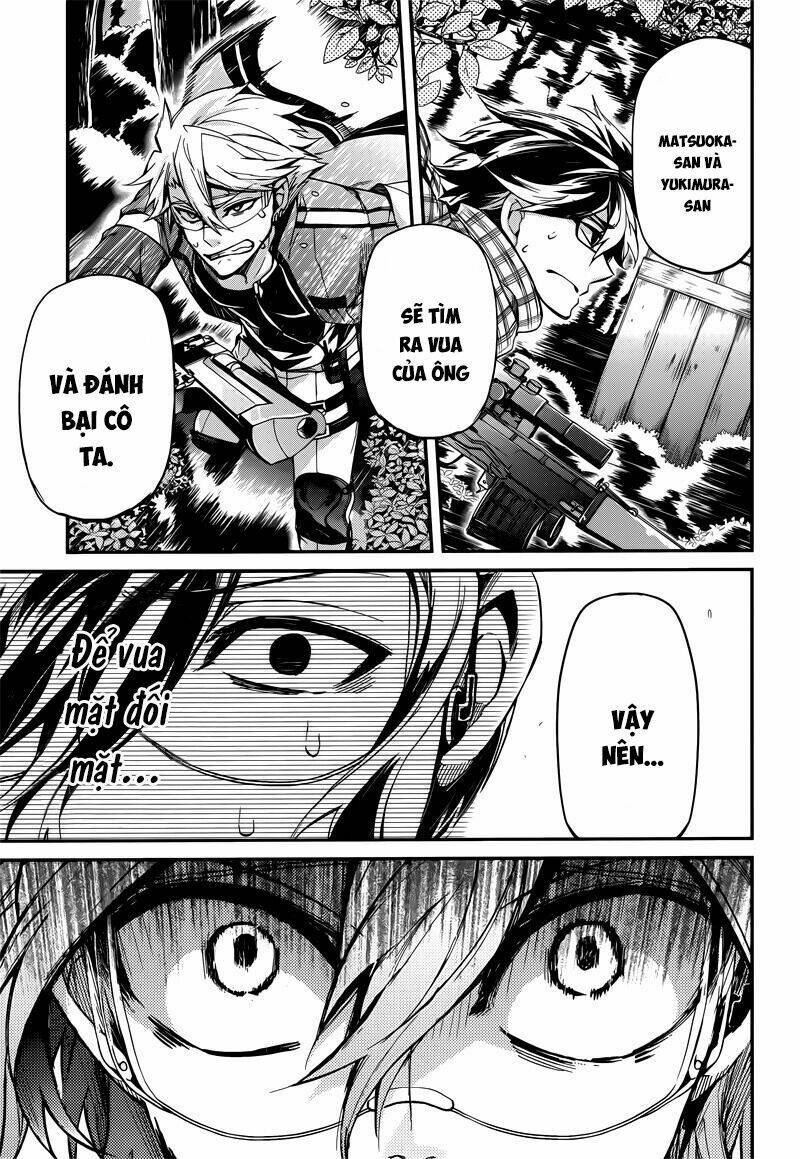 MATSUOKA-
SAN VÀ
YUKIMURA-
SAN
SẼ TÌM
RA VUA
CỦA ÔNG
VÀ ĐÁNH
BẠI CÔ
TA.
VẬY
NÊN...
Để vua
mặt đối
mặt...